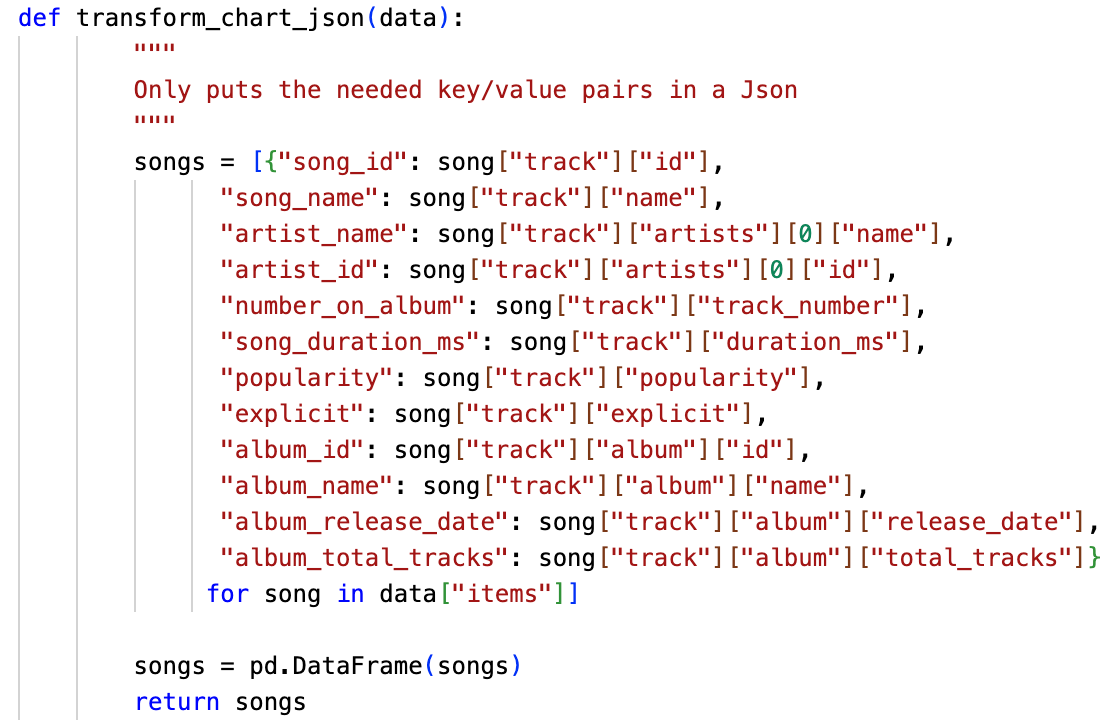 def transform_chart_json(data):
"""
Only puts the needed key/value pairs in a Json
"""
songs = [{"song_id": song["track"]["id"],
"song_name": song["track"]["name"],
"artist_name": song["track"]["artists"][0]["name"],
"artist_id": song["track"]["artists"][0]["id"],
"number_on_album": song["track"]["track_number"],
"song_duration_ms": song["track"]["duration_ms"],
"popularity": song["track"]["popularity"],
"explicit": song["track"]["explicit"],
"album_id": song["track"]["album"]["id"],
"album_name": song["track"]["album"]["name"],
"album_release_date": song["track"]["album"]["release_date"],
"album_total_tracks": song["track"]["album"]["total_tracks"]}
for song in data["items"]]
songs = pd.DataFrame(songs)
return songs